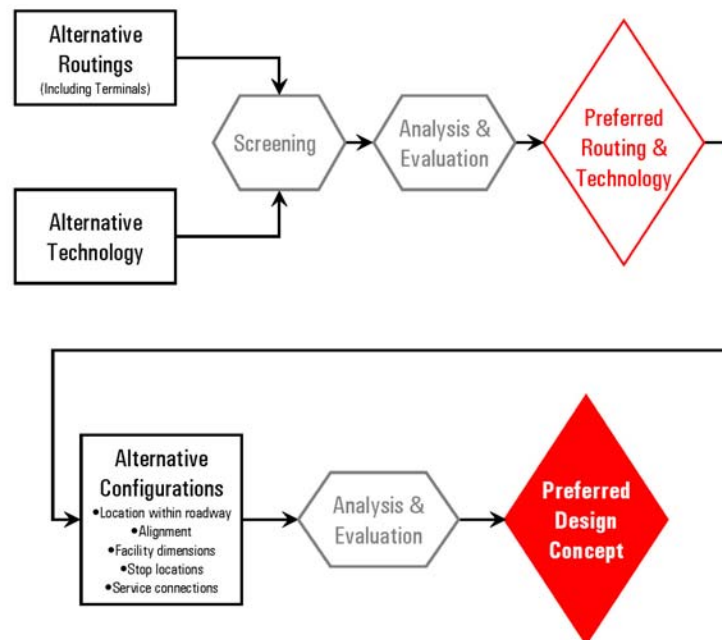 Alternative
Routings
(Including Terminals)
Screening
Analysis &
Evaluation
Preferred
Routing &
Technology
Alternative
Technology
Alternative
Configurations
•Location within roadway
•Alignment
•Facility dimensions
•Stop locations
•Service connections
Analysis &
Evaluation
Preferred
Design
Concept